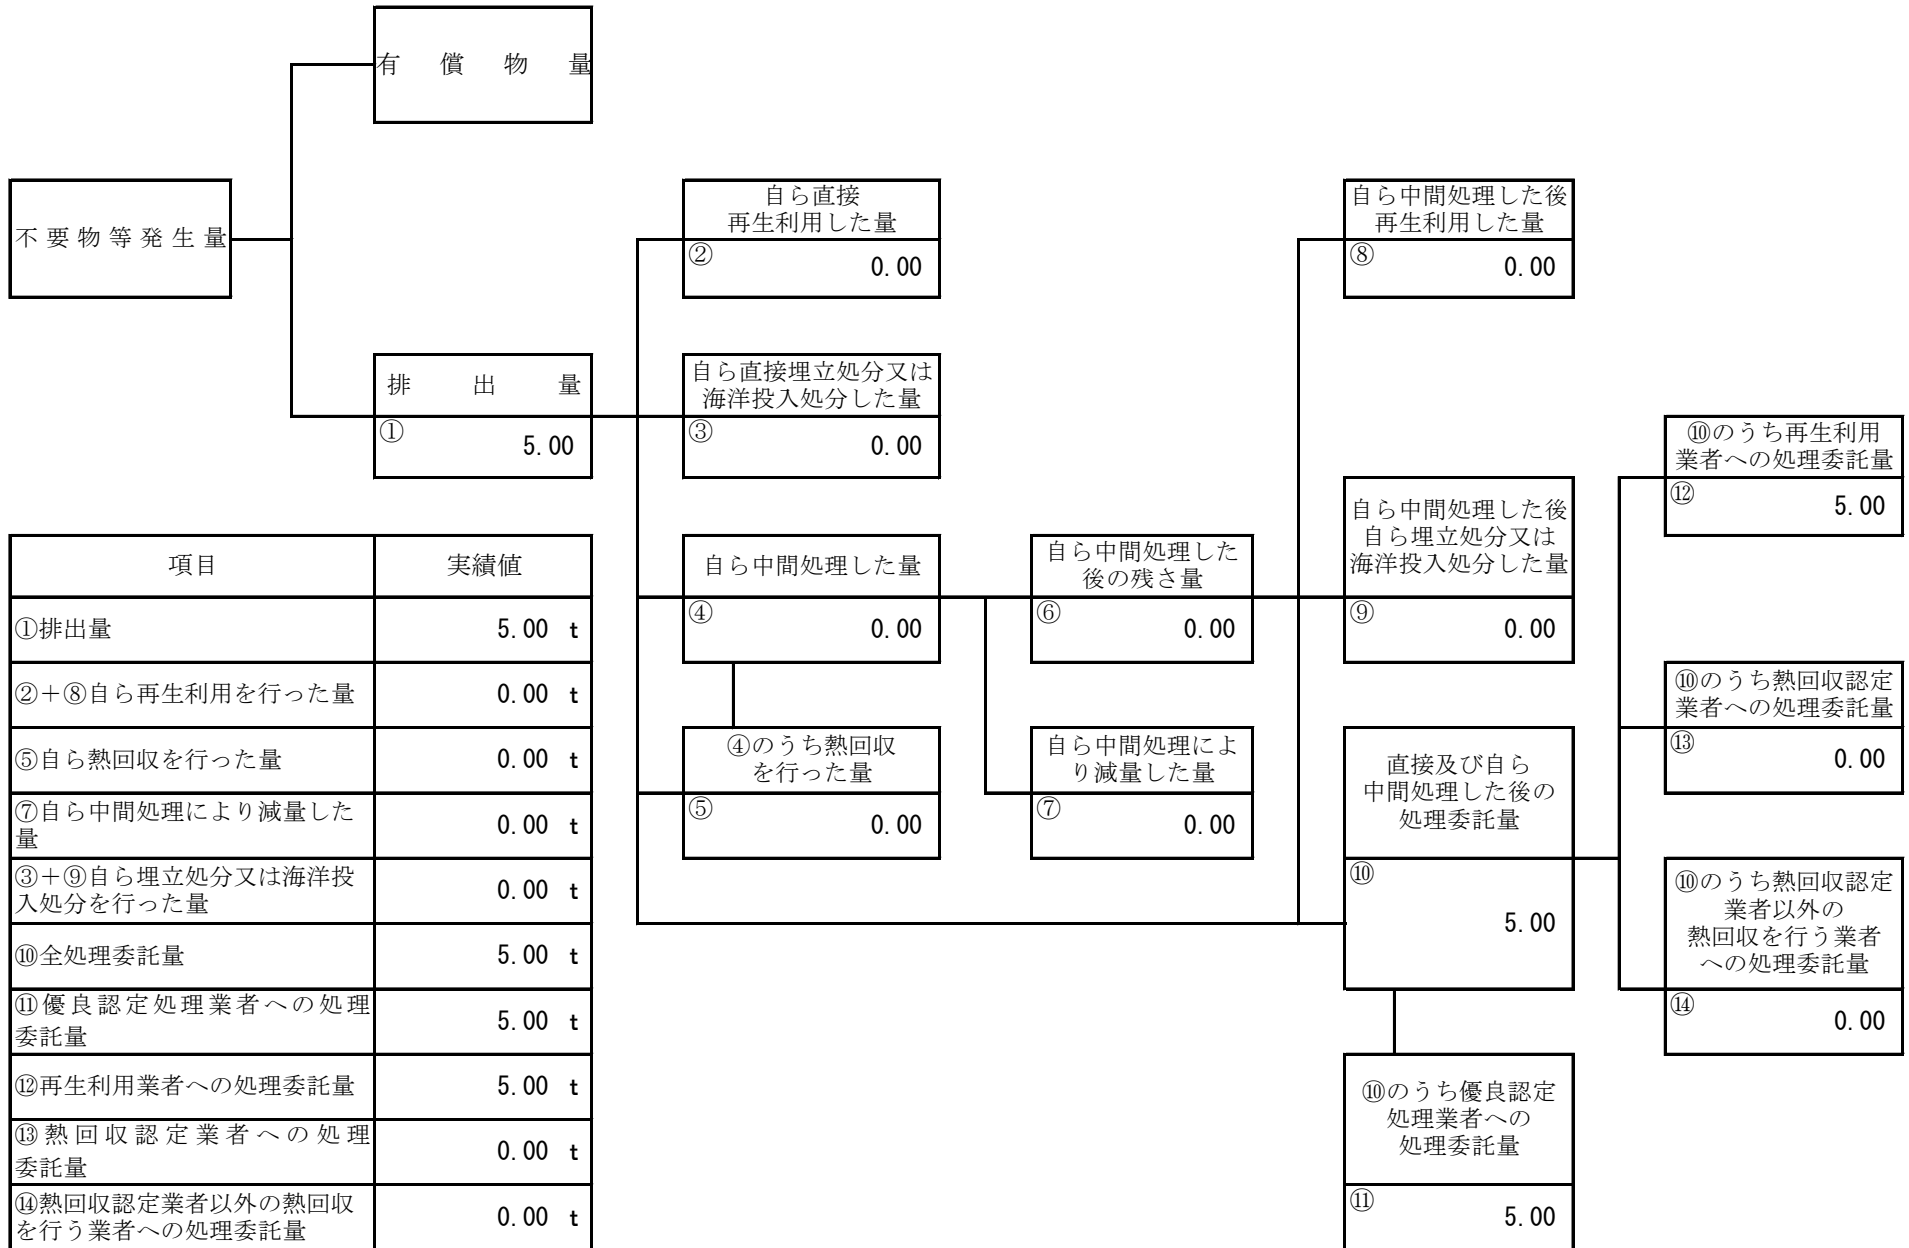 有償物量
不要物等発生量
自ら直接
再生利用した量
②
0.00
自ら中間処理した後
再生利用した量
⑧
0.00
排出量
①
5.00
自ら直接埋立処分又は
海洋投入処分した量
③
0.00
⑩のうち再生利用
業者への処理委託量
⑫
5.00
自ら中間処理した量
④
0.00
自ら中間処理した
後の残さ量
⑥
0.00
自ら中間処理した後
自ら埋立処分又は
海洋投入処分した量
⑨
0.00
⑩のうち熱回収認定
業者への処理委託量
⑬
0.00
④のうち熱回収
を行った量
⑤
0.00
自ら中間処理によ
り減量した量
⑦
0.00
直接及び自ら
中間処理した後の
処理委託量
⑩
5.00
⑩のうち熱回収認定
業者以外の
熱回収を行う業者
への処理委託量
⑭
0.00
⑩のうち優良認定
処理業者への
処理委託量
⑪
5.00
項目 実績値
①排出量 5.00 t
②+⑧自ら再生利用を行った量 0.00 t
⑤自ら熱回収を行った量 0.00 t
⑦自ら中間処理により減量した
量 0.00 t
③+⑨自ら埋立処分又は海洋投
入処分を行った量 0.00 t
⑩全処理委託量 5.00 t
⑪優良認定処理業者への処理
委託量 5.00 t
⑫再生利用業者への処理委託量 5.00 t
⑬熱回収認定業者への処理
委託量 0.00 t
⑭熱回収認定業者以外の熱回収
を行う業者への処理委託量 0.00 t